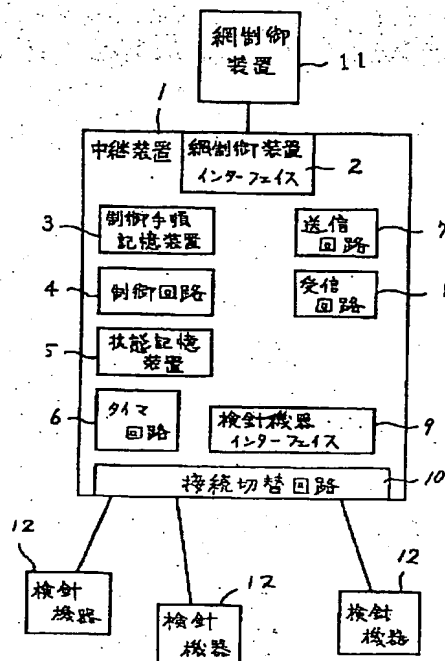 網制御
装置
11
1
中継装置
網制御装置
インターフェイス
2
3
制御手順
記憶装置
送信
回路
7
4
制御回路
受信
回路
5
状態記憶
装置
6
タイマ
回路
検針機器
インターフェイス
9
接続切替回路
10
12
検針
機器
12
検針
機器
12
検針
機器